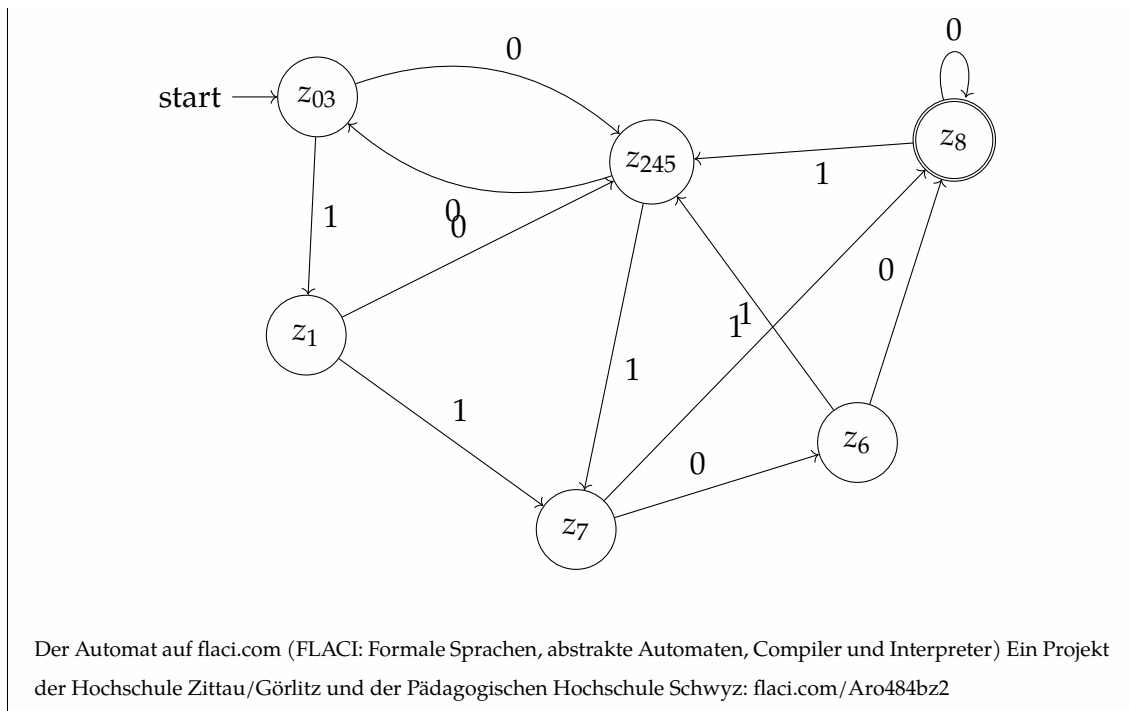 0
0
start
z03
z8
z245
1
0
1
0
0
1
1
1
z1
1
z6
0
z7
Der Automat auf flaci.com (FLACI: Formale Sprachen, abstrakte Automaten, Compiler und Interpreter) Ein Projekt
der Hochschule Zittau/Görlitz und der Pädagogischen Hochschule Schwyz: flaci.com/Aro484bz2